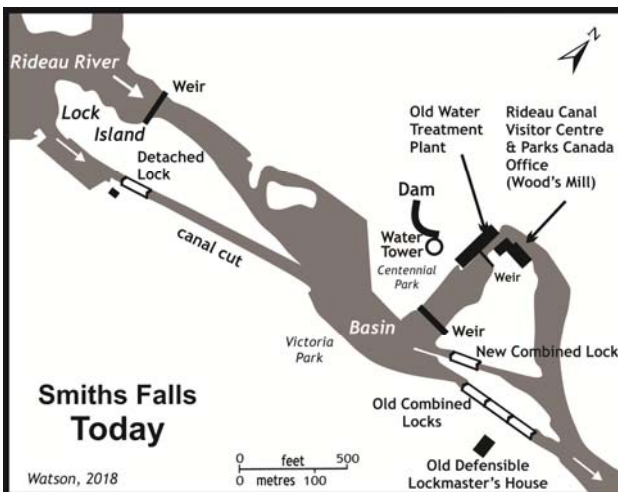 N
Rideau River
Weir
Lock
Island
Detached
Lock
canal cut
Old Water
Treatment
Plant
Rideau Canal
Visitor Centre
& Parks Canada
Office
(Wood's Mill)
Dam
Water
Tower
Centennial
Park
Weir
Basin
Weir
Victoria
Park
New Combined Lock
Old Combined
Locks
Smiths Falls
Today
0 feet 500
0 metres 100
Old Defensible
Lockmaster's House
Watson, 2018